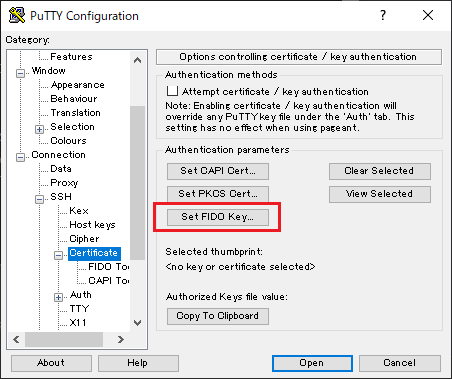 PuTTY Configuration
Category:
Features
Window
Appearance
Behaviour
Translation
Selection
Colours
Connection
Data
Proxy
SSH
Kex
Host keys
Cipher
Certificate
FIDO Too
CAPI Too
Auth
TTY
X11
Options controlling certificate / key authentication
Authentication methods
Attempt certificate / key authentication
Note: Enabling certificate / key authentication will
override any PuTTY key file under the 'Auth' tab. This
setting has no effect when using pageant.
Authentication parameters
Set CAPI Cert...
Clear Selected
Set PKCS Cert...
View Selected
Set FIDO Key...
Selected thumbprint:
<no key or certificate selected>
Authorized Keys file value:
Copy To Clipboard
About
Help
Open
Cancel